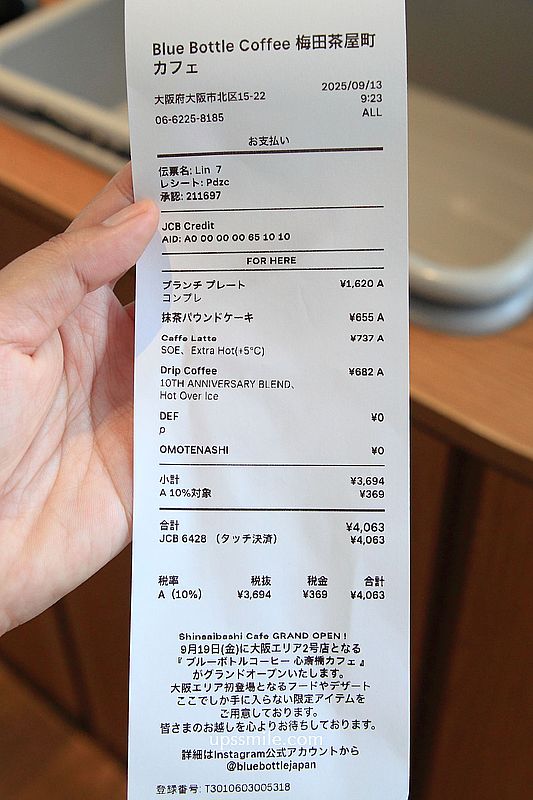 Blue Bottle Coffee 梅田茶屋町
カフェ
大阪府大阪市北区15-22 2025/09/13
9:23
06-6225-8185 ALL
お支払い
伝票名: Lin 7
レシート: Pdzc
承認: 211697
JCB Credit
AID: A0 00 00 00 65 10 10
FOR HERE
ブランチ プレート ¥1,620 A
コンプレ
抹茶パウンドケーキ ¥655 A
Caffe Latte ¥737 A
SOE、Extra Hot(+5°C)
Drip Coffee ¥682 A
10TH ANNIVERSARY BLEND、
Hot Over Ice
DEF ¥0
p
OMOTENASHI ¥0
小計 ¥3,694
A 10%対象 ¥369
合計 ¥4,063
JCB 6428 (タッチ決済) ¥4,063
税率 税抜 税金 合計
A (10%) ¥3,694 ¥369 ¥4,063
Shinsaibashi Cafe GRAND OPEN !
9月19日(金)に大阪エリア2号店となる
『 ブルーボトルコーヒー 心斎橋カフェ 』
がグランドオープンいたします。
大阪エリア初登場となるフードやデザート
ここでしか手に入らない限定アイテムを
ご用意しております。
皆さまのお越しを心よりお待ちしております。
upssmile.com
詳細はInstagram公式アカウントから
@bluebottlejapan
登録番号: T3010603005318